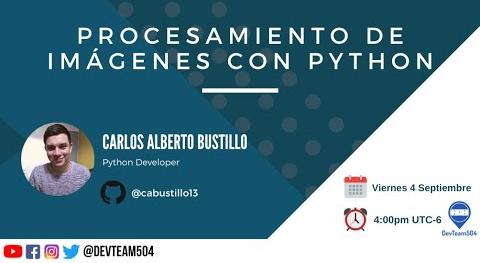 PROCESAMIENTO DE
IMÁGENES CON PYTHON
CARLOS ALBERTO BUSTILLO
Python Developer
@cabustillo13
Viernes 4 Septiembre
4:00pm UTC-6
DevTeam504
@DEVTEAM504